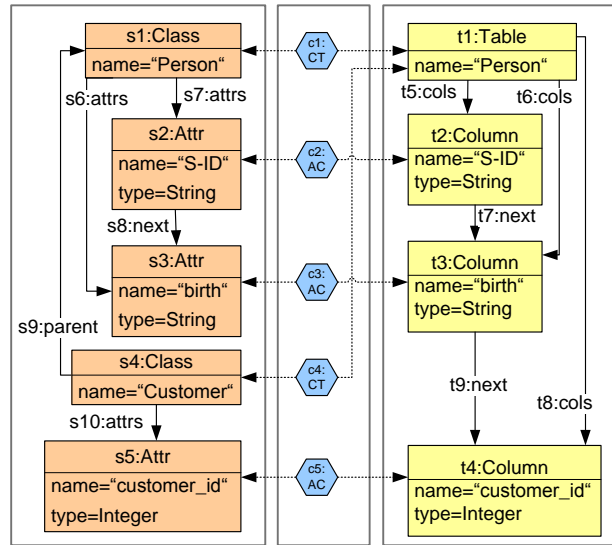 s1:Class
name=“Person“
s6:attrs
s7:attrs
s2:Attr
name=“S-ID“
type=String
s8:next
s3:Attr
name=“birth“
type=String
s9:parent
s4:Class
name=“Customer“
s10:attrs
s5:Attr
name=“customer_id“
type=Integer
c1:
CT
c2:
AC
c3:
AC
c4:
CT
c5:
AC
t1:Table
name=“Person“
t5:cols
t6:cols
t2:Column
name=“S-ID“
type=String
t7:next
t3:Column
name=“birth“
type=String
t9:next
t8:cols
t4:Column
name=“customer_id“
type=Integer